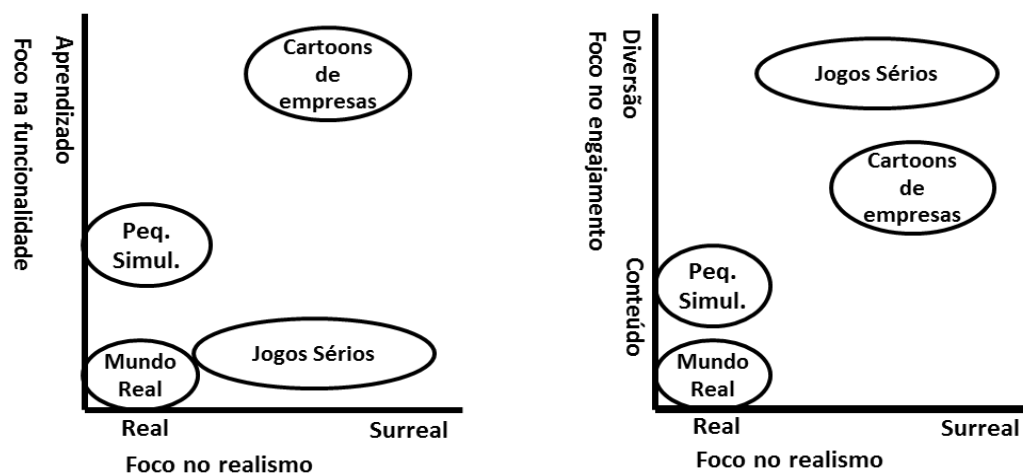 Foco na funcionalidade
Aprendizado
Cartoons
de
empresas
Peq.
Simul.
Mundo
Real
Jogos Sérios
Real
Surreal
Foco no realismo
Foco no engajamento
Diversão
Conteúdo
Jogos Sérios
Cartoons
de
empresas
Peq.
Simul.
Mundo
Real
Real
Surreal
Foco no realismo